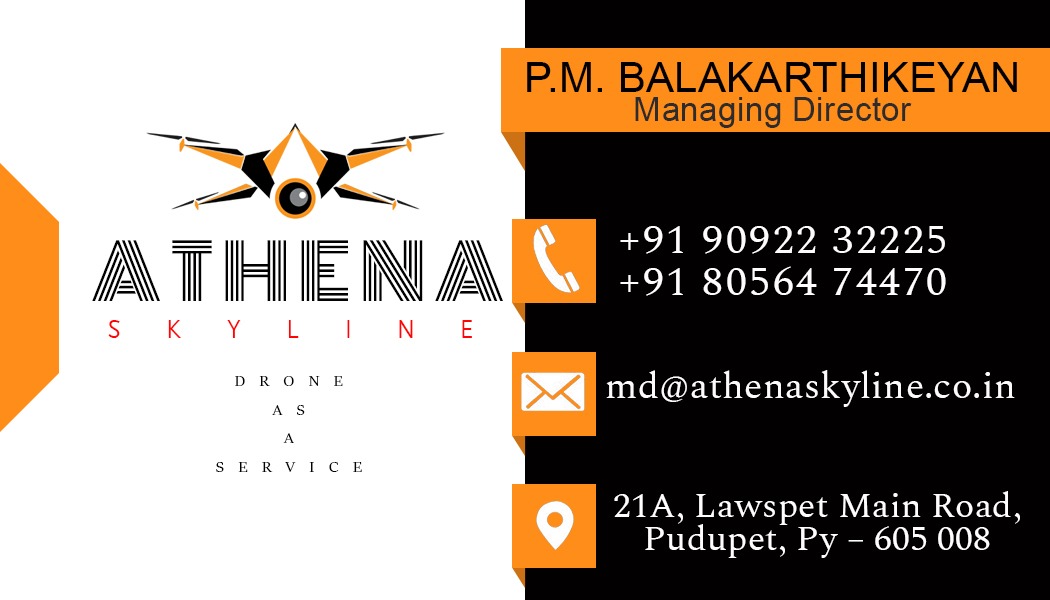 ATHENA
SKYLINE
DRONE
AS
A
SERVICE
P.M. BALAKARTHIKEYAN
Managing Director
+91 90922 32225
+91 80564 74470
md@athenaskyline.co.in
21A, Lawspet Main Road,
Pudupet, Py – 605 008